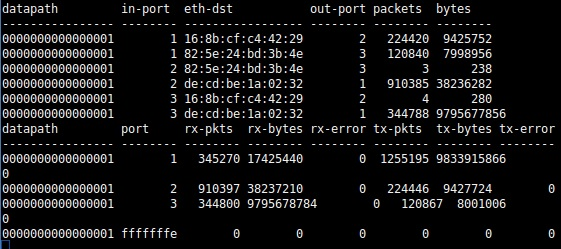 datapath in-port eth-dst out-port packets bytes
---------------- -------- ----------------- -------- -------- --------
0000000000000001 1 16:8b:cf:c4:42:29 2 224420 9425752
0000000000000001 1 82:5e:24:bd:3b:4e 3 120840 7998956
0000000000000001 2 82:5e:24:bd:3b:4e 3 3 238
0000000000000001 2 de:cd:be:1a:02:32 1 910385 38236282
0000000000000001 3 16:8b:cf:c4:42:29 2 4 280
0000000000000001 3 de:cd:be:1a:02:32 1 344788 9795677856
datapath port rx-pkts rx-bytes rx-error tx-pkts tx-bytes tx-error
---------------- -------- -------- -------- -------- -------- -------- --------
0000000000000001 1 345270 17425440 0 1255195 9833915866
0
0000000000000001 2 910397 38237210 0 224446 9427724 0
0000000000000001 3 344800 9795678784 0 120867 8001006
0
0000000000000001 fffffffe 0 0 0 0 0 0